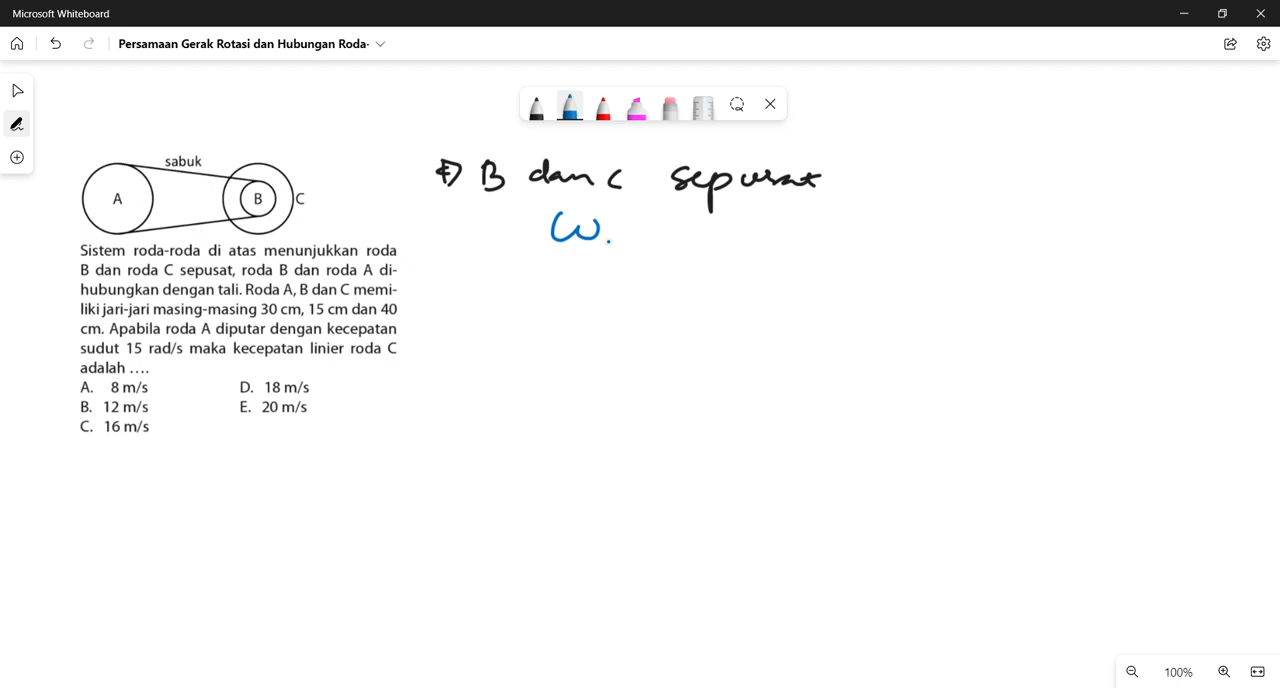 Microsoft Whiteboard
Persamaan Gerak Rotasi dan Hubungan Roda-
sabuk
A
B
C
Sistem roda-roda di atas menunjukkan roda
B dan roda C sepusat, roda B dan roda A di-
hubungkan dengan tali. Roda A, B dan C memi-
liki jari-jari masing-masing 30 cm, 15 cm dan 40
cm. Apabila roda A diputar dengan kecepatan
sudut 15 rad/s maka kecepatan linier roda C
adalah ....
A. 8 m/s
B. 12 m/s
C. 16 m/s
D. 18 m/s
E. 20 m/s
B dan C sepusat
ω
100%